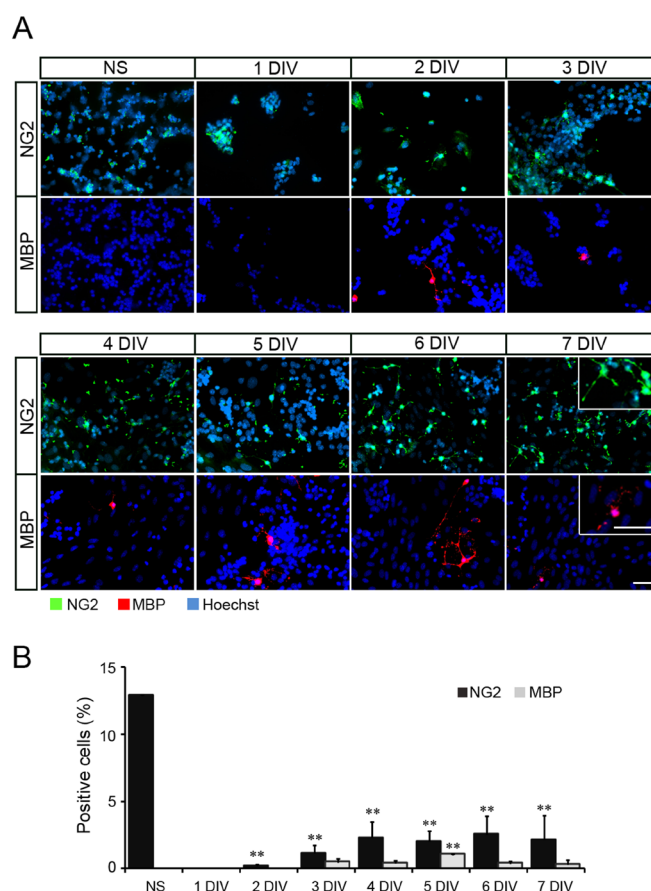 A
NS 1 DIV 2 DIV 3 DIV
NG2
MBP
4 DIV 5 DIV 6 DIV 7 DIV
NG2
MBP
NG2 MBP Hoechst
B
15
10
5
0
Positive cells (%)
NG2 MBP
** ** ** ** ** ** **
NS 1 DIV 2 DIV 3 DIV 4 DIV 5 DIV 6 DIV 7 DIV